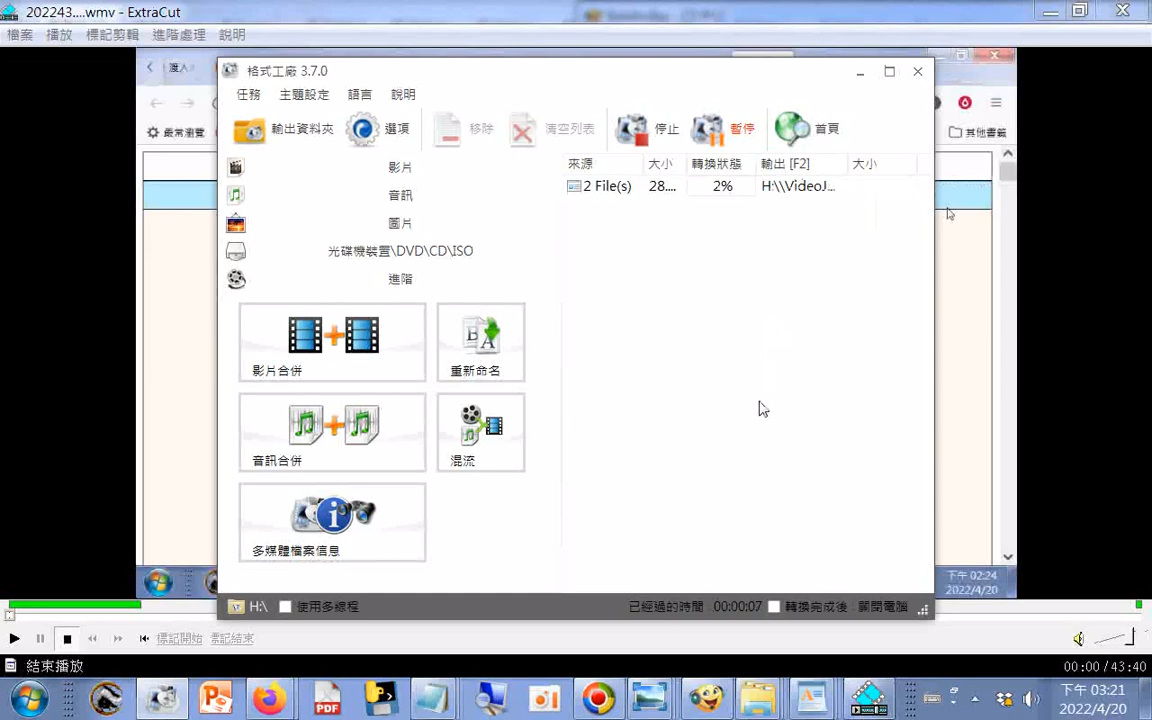 202243....wmv - ExtraCut
檔案 播放 標記剪輯 進階處理 說明
渡人
格式工廠 3.7.0
任務 主題設定 語言 說明
輸出資料夾 選項 移除 清空列表 停止 暫停 首頁
最常瀏覽
其他書籤
影片
音訊
圖片
光碟機裝置\DVD\CD\ISO
進階
來源 大小 轉換狀態 輸出 [F2] 大小
2 File(s) 28.... 2% H:\\VideoJ...
影片合併 重新命名
音訊合併 混流
多媒體檔案信息
下午 02:24
2022/4/20
H:\ 使用多線程 已經過的時間 : 00:00:07 轉換完成後 : 關閉電腦
標記開始 標記結束
結束播放 00:00 / 43:40
PDF
下午 03:21
2022/4/20